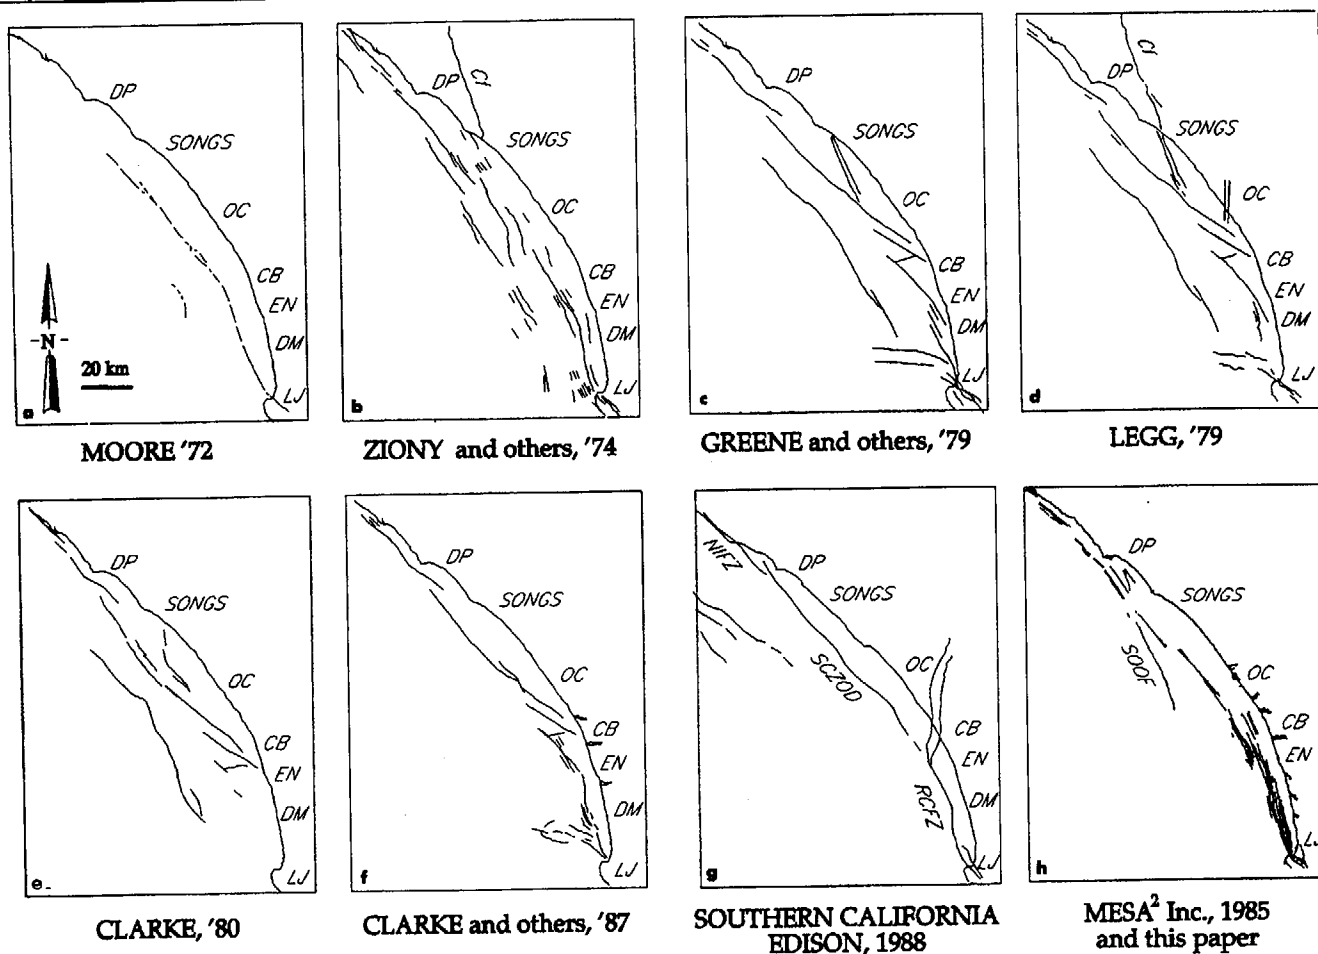 DP
SONGS
OC
CB
EN
DM
LJ
-N-
20 km
a
MOORE '72
Cf
DP
SONGS
OC
CB
EN
DM
LJ
b
ZIONY and others, '74
DP
SONGS
OC
CB
EN
DM
LJ
c
GREENE and others, '79
Cf
DP
SONGS
OC
CB
EN
DM
LJ
d
LEGG, '79
DP
SONGS
OC
CB
EN
DM
LJ
e
CLARKE, '80
DP
SONGS
OC
CB
EN
DM
LJ
f
CLARKE and others, '87
NIFZ
DP
SONGS
SCZOD
OC
CB
EN
DM
RCFZ
LJ
g
SOUTHERN CALIFORNIA
EDISON, 1988
DP
SONGS
SOOF
OC
CB
EN
DM
LJ
h
MESA² Inc., 1985
and this paper